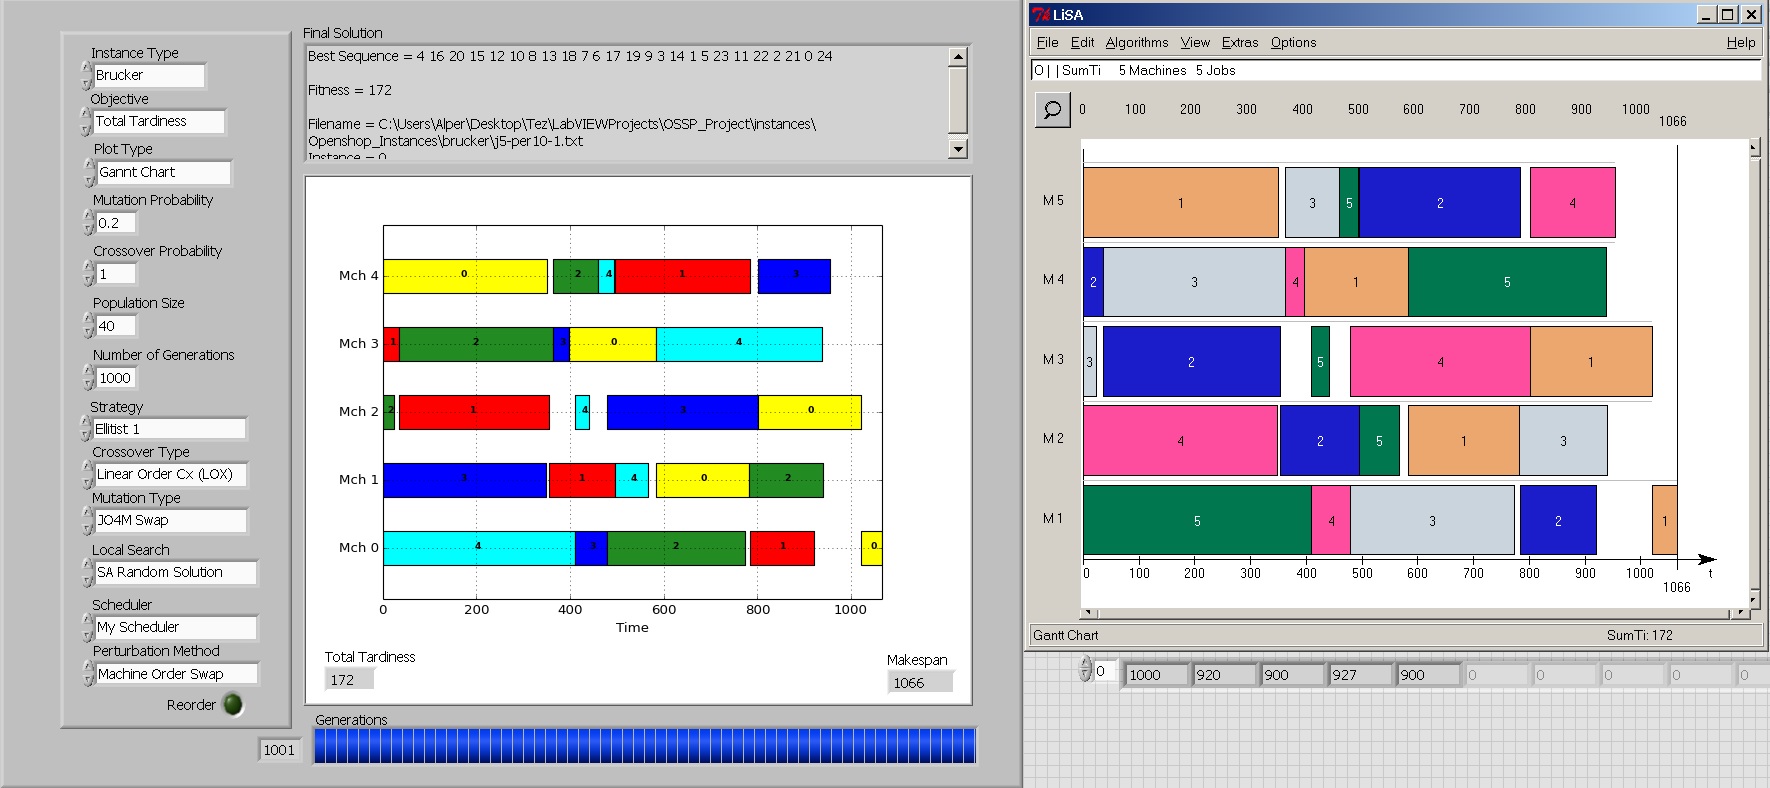 Instance Type
Brucker
Objective
Total Tardiness
Plot Type
Gannt Chart
Mutation Probability
0.2
Crossover Probability
1
Population Size
40
Number of Generations
1000
Strategy
Ellitist 1
Crossover Type
Linear Order Cx (LOX)
Mutation Type
JO4M Swap
Local Search
SA Random Solution
Scheduler
My Scheduler
Perturbation Method
Machine Order Swap
Reorder
1001
Final Solution
Best Sequence = 4 16 20 15 12 10 8 13 18 7 6 17 19 9 3 14 1 5 23 11 22 2 21 0 24
Fitness = 172
Filename = C:\Users\Alper\Desktop\Tez\LabVIEWProjects\OSSP_Project\instances\
Openshop_Instances\brucker\j5-per10-1.txt
Instance = 0
Mch 4 0 2 4 1 3
Mch 3 1 2 3 0 4
Mch 2 2 1 4 3 0
Mch 1 3 1 4 0 2
Mch 0 4 3 2 1 0
0 200 400 600 800 1000
Time
Total Tardiness
172
Makespan
1066
Generations
LiSA
File Edit Algorithms View Extras Options Help
O | | SumTi 5 Machines 5 Jobs
0 100 200 300 400 500 600 700 800 900 1000
1066
M 5 1 3 5 2 4
M 4 2 3 4 1 5
M 3 3 2 5 4 1
M 2 4 2 5 1 3
M 1 5 4 3 2 1
0 100 200 300 400 500 600 700 800 900 1000 t
1066
Gantt Chart SumTi: 172
0 1000 920 900 927 900 0 0 0 0 0